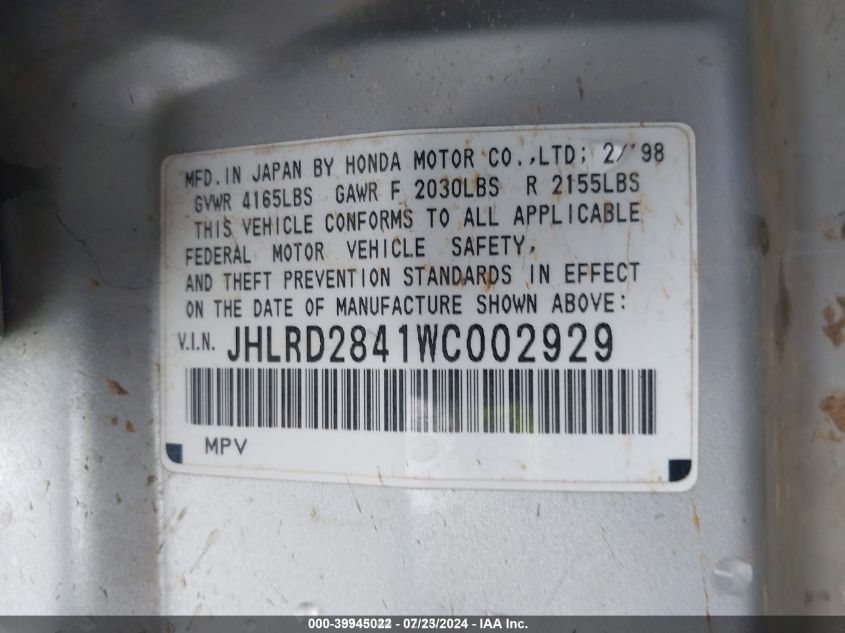 MFD. IN JAPAN BY HONDA MOTOR CO.,LTD; 2/'98
GVWR 4165LBS GAWR F 2030LBS R 2155LBS
THIS VEHICLE CONFORMS TO ALL APPLICABLE
FEDERAL MOTOR VEHICLE SAFETY,
AND THEFT PREVENTION STANDARDS IN EFFECT
ON THE DATE OF MANUFACTURE SHOWN ABOVE:
V.I.N. JHLRD2841WC002929
MPV
000-39945022 - 07/23/2024 - IAA Inc.